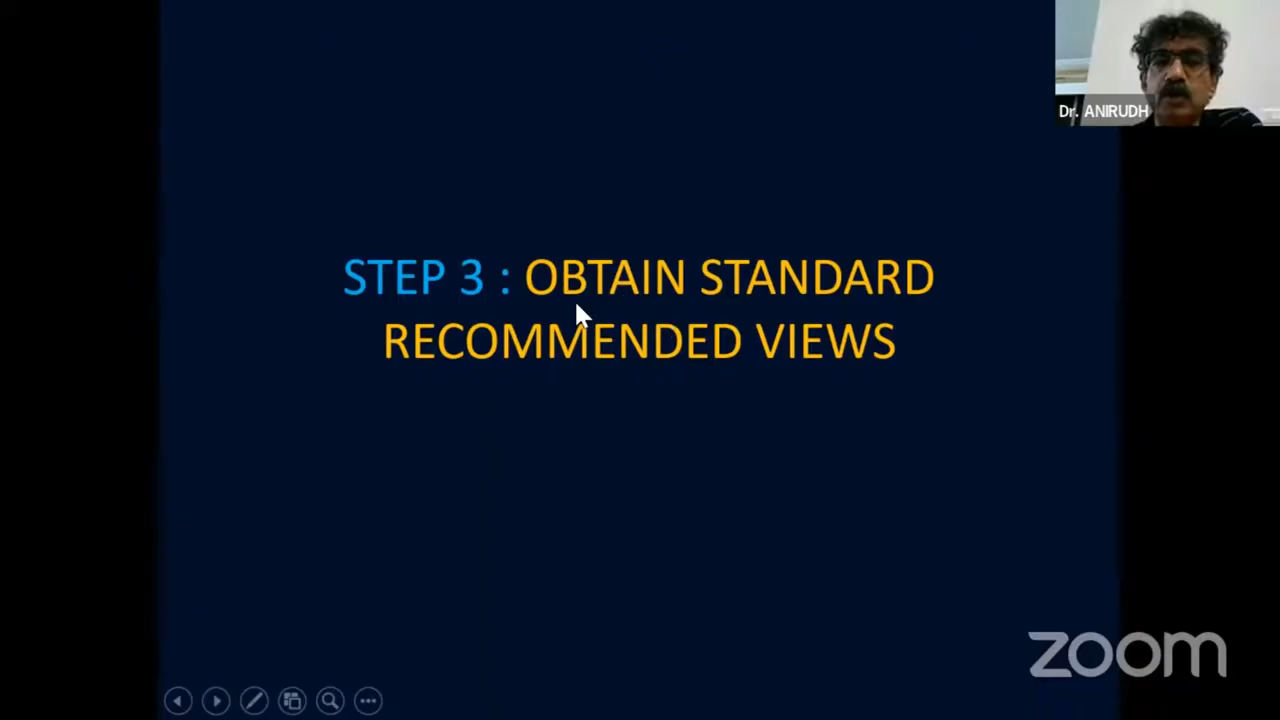 Dr. ANIRUDH
STEP 3 : OBTAIN STANDARD
RECOMMENDED VIEWS
zoom